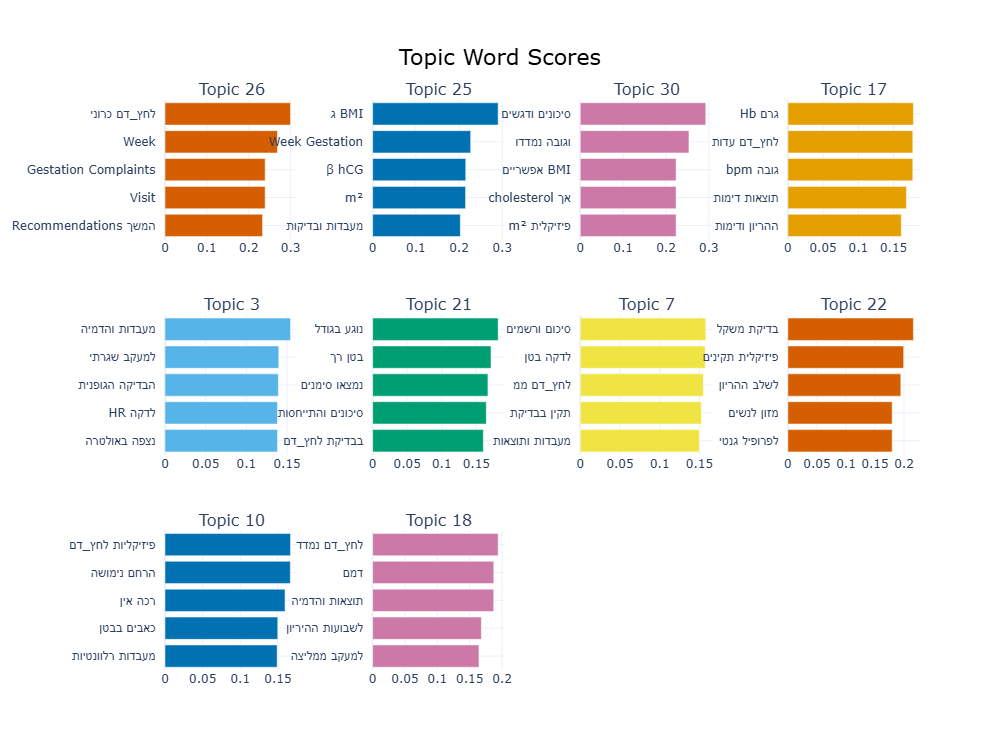 Topic Word Scores
Topic 26
לחץ_דם כרוני
Week
Gestation Complaints
Visit
Recommendations המשך
0 0.1 0.2 0.3
Topic 25
ג BMI
Week Gestation
β hCG
m²
מעבדות ובדיקות
0 0.1 0.2 0.3
Topic 30
סיכונים ודגשים
וגובה נמדדו
BMI אפשריים
אך cholesterol
פיזיקלית m²
0 0.1 0.2 0.3
Topic 17
גרם Hb
לחץ_דם עדות
גובה bpm
תוצאות דימות
ההריון ודימות
0 0.05 0.1 0.15
Topic 3
מעבדות והדמיה
למעקב שגרתי
הבדיקה הגופנית
לדקה HR
נצפה באולטרה
0 0.05 0.1 0.15
Topic 21
נוגע בגודל
בטן רך
נמצאו סימנים
סיכונים והתייחסות
בבדיקת לחץ_דם
0 0.05 0.1 0.15
Topic 7
סיכום ורשמים
לדקה בטן
לחץ_דם ממ
תקין בבדיקת
מעבדות ותוצאות
0 0.05 0.1 0.15
Topic 22
בדיקת משקל
פיזיקלית תקינים
לשלב ההריון
מזון לנשים
לפרופיל גנטי
0 0.05 0.1 0.15 0.2
Topic 10
פיזיקליות לחץ_דם
הרחם נימושה
רכה אין
כאבים בבטן
מעבדות רלוונטיות
0 0.05 0.1 0.15
Topic 18
לחץ_דם נמדד
דמם
תוצאות והדמיה
לשבועות ההיריון
למעקב ממליצה
0 0.05 0.1 0.15 0.2